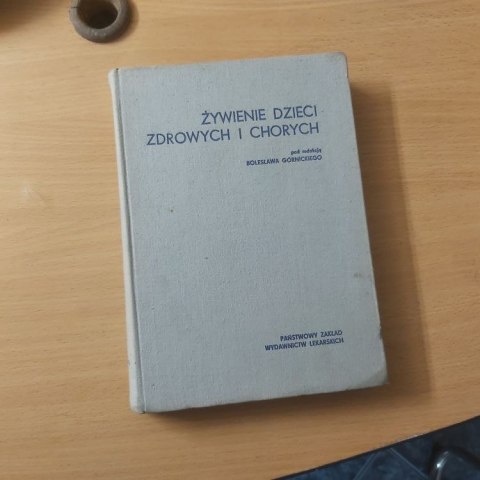 ŻYWIENIE DZIECI
ZDROWYCH I CHORYCH
pod redakcją
BOLESŁAWA GÓRNICKIEGO
PAŃSTWOWY ZAKŁAD
WYDAWNICTW LEKARSKICH